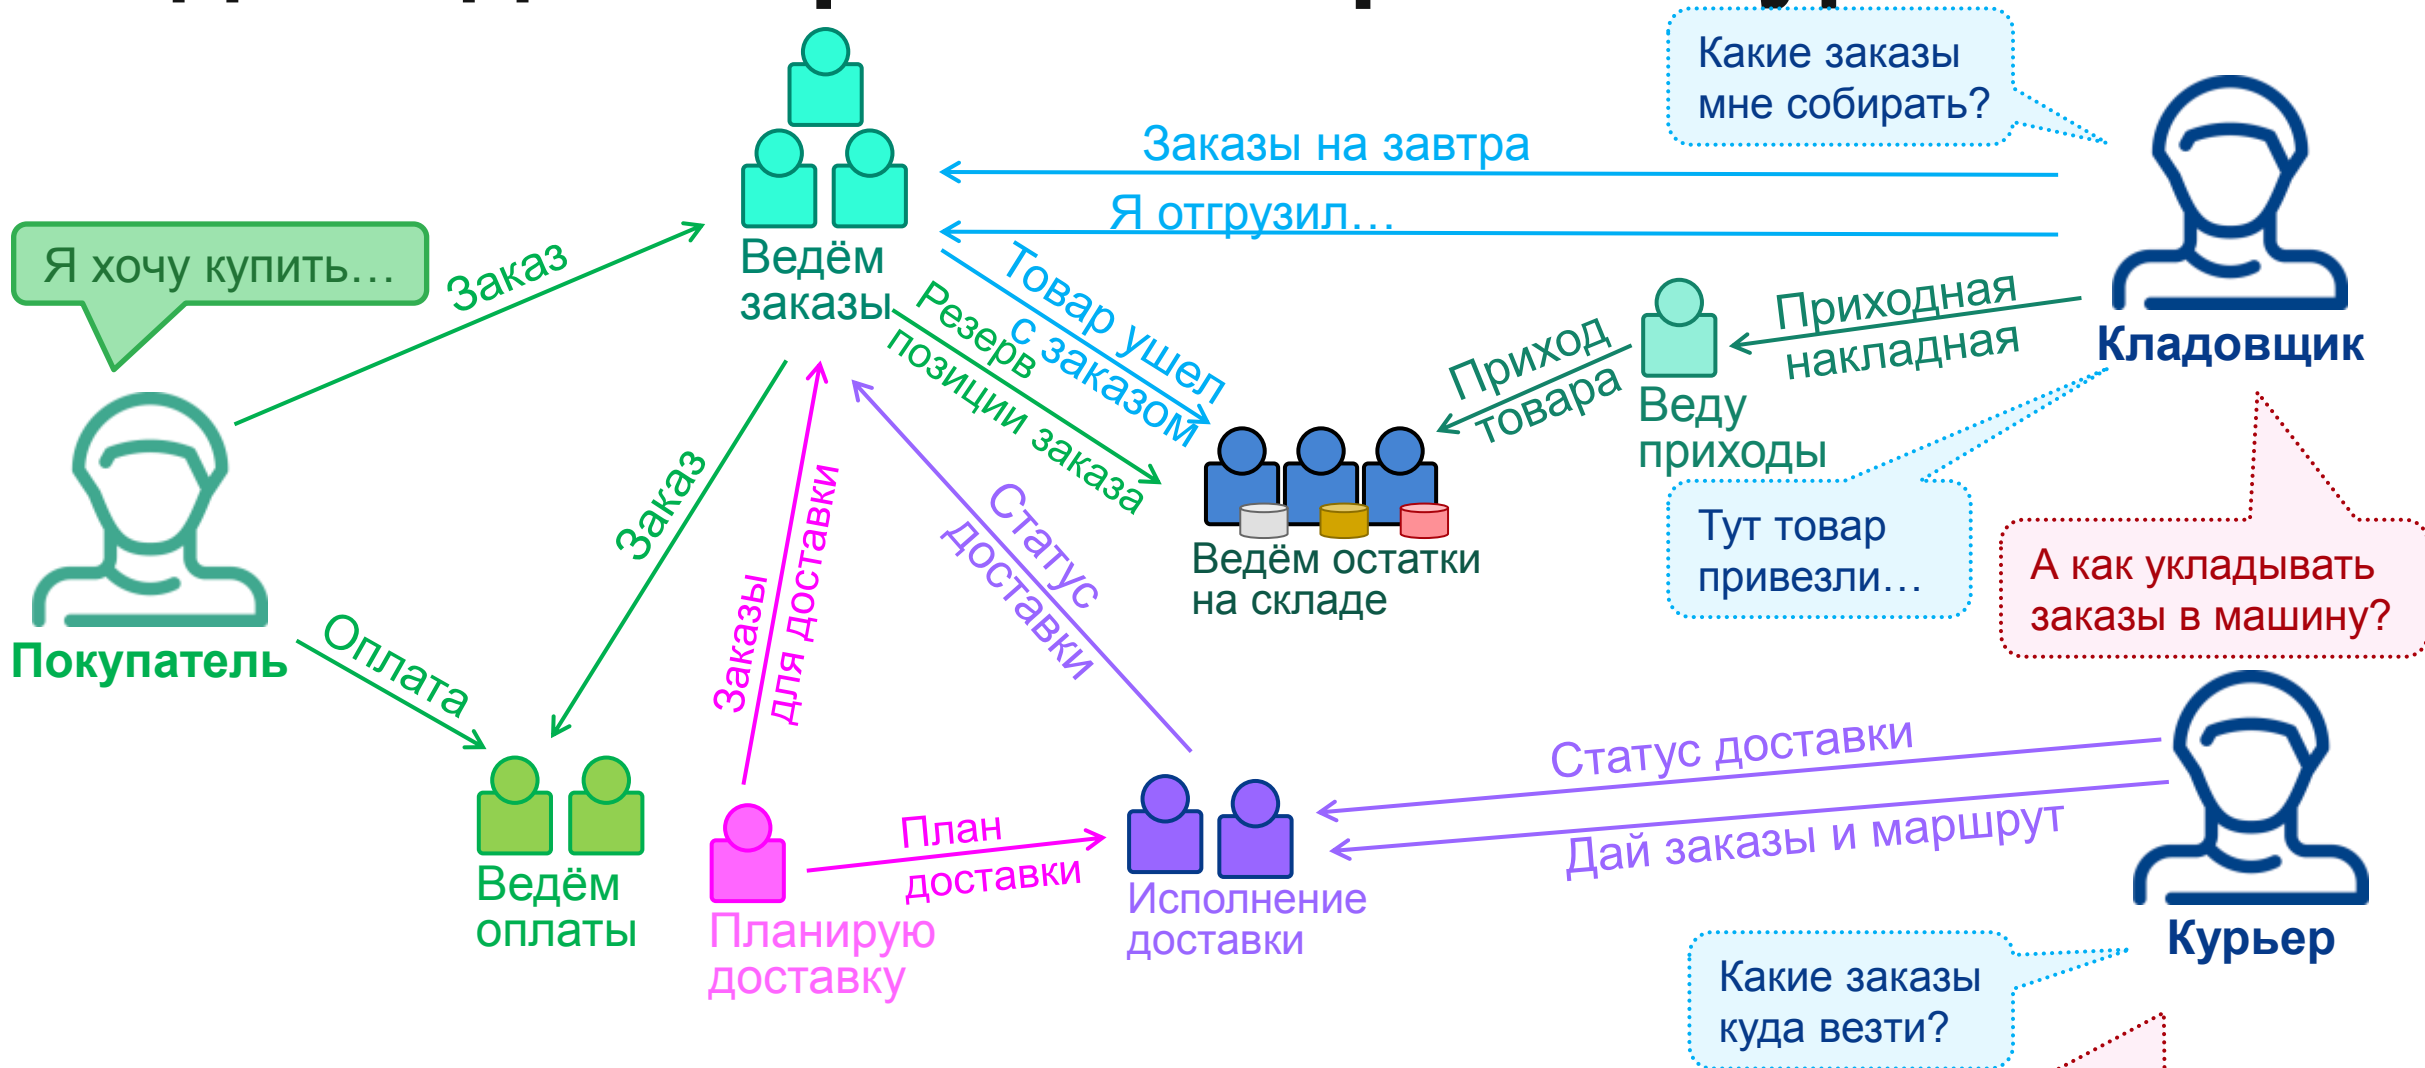 Какие заказы
мне собирать?
Заказы на завтра
Я отгрузил...
Я хочу купить...
Заказ
Ведём
заказы
Товар ушел
с заказом
Резерв
позиции заказа
Приход
товара
Приходная
накладная
Кладовщик
Веду
приходы
Заказ
Заказы
для доставки
Статус
доставки
Ведём остатки
на складе
Тут товар
привезли...
А как укладывать
заказы в машину?
Покупатель
Оплата
Статус доставки
Дай заказы и маршрут
План
доставки
Ведём
оплаты
Планирую
доставку
Исполнение
доставки
Курьер
Какие заказы
куда везти?